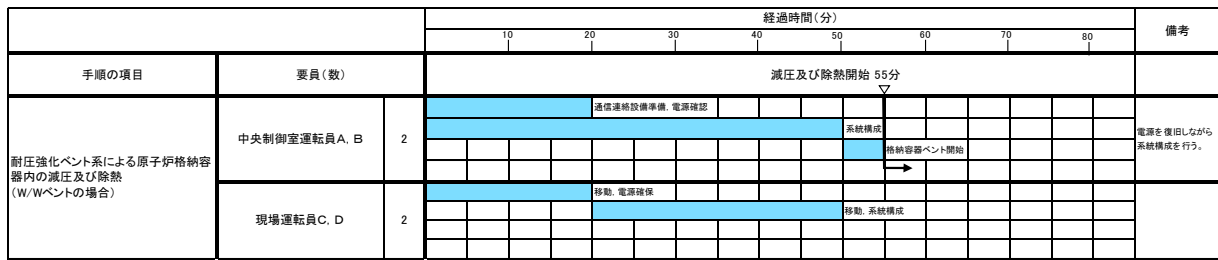 経過時間(分)
備考
10 20 30 40 50 60 70 80
手順の項目
要員(数)
減圧及び除熱開始 55分
▽
通信連絡設備準備, 電源確認
中央制御室運転員A, B
2
系統構成
格納容器ベント開始
電源を復旧しながら
系統構成を行う。
耐圧強化ベント系による原子炉格納容
器内の減圧及び除熱
(W/Wベントの場合)
移動, 電源確保
現場運転員C, D
2
移動, 系統構成